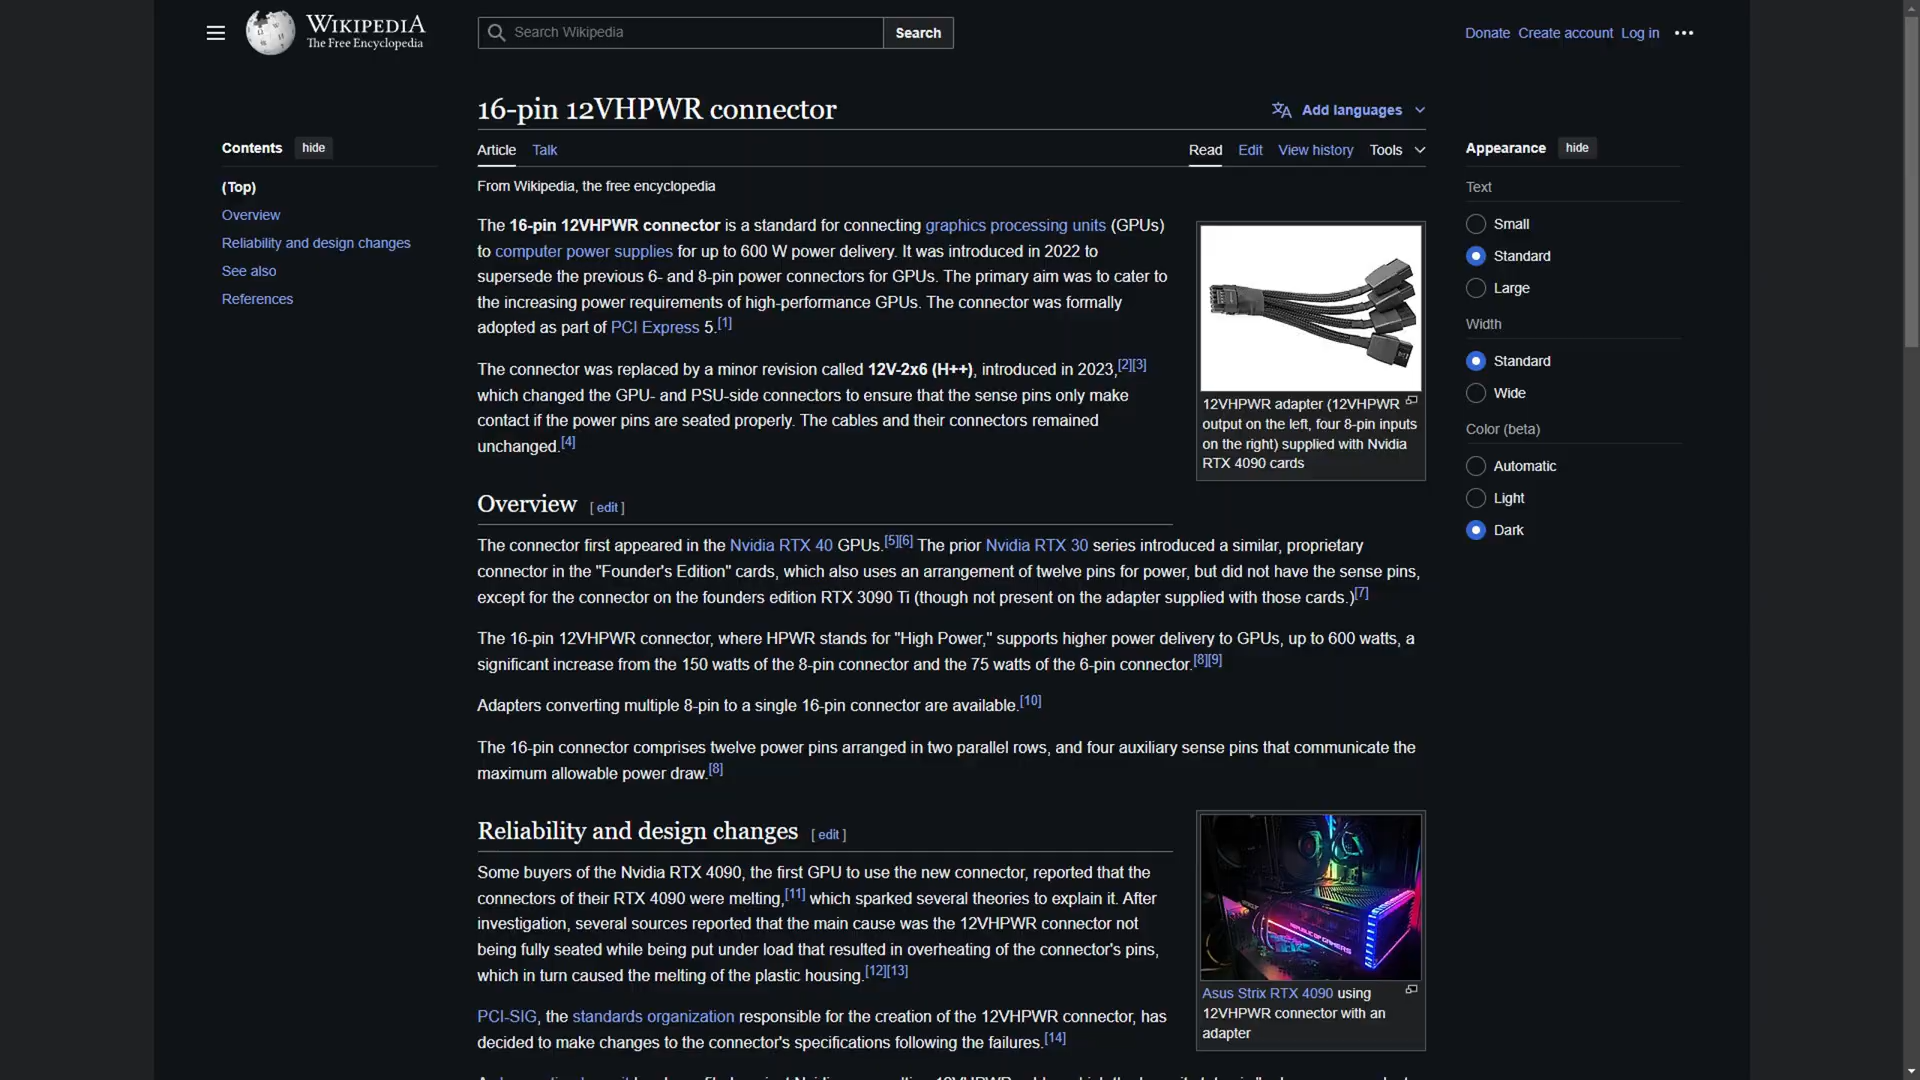 WIKIPEDIA
The Free Encyclopedia
Search Wikipedia
Search
Donate Create account Log in
16-pin 12VHPWR connector
Add languages
Contents hide
(Top)
Overview
Reliability and design changes
See also
References
Article Talk
Read Edit View history Tools
From Wikipedia, the free encyclopedia
The 16-pin 12VHPWR connector is a standard for connecting graphics processing units (GPUs)
to computer power supplies for up to 600 W power delivery. It was introduced in 2022 to
supersede the previous 6- and 8-pin power connectors for GPUs. The primary aim was to cater to
the increasing power requirements of high-performance GPUs. The connector was formally
adopted as part of PCI Express 5.[1]
The connector was replaced by a minor revision called 12V-2x6 (H++), introduced in 2023,[2][3]
which changed the GPU- and PSU-side connectors to ensure that the sense pins only make
contact if the power pins are seated properly. The cables and their connectors remained
unchanged.[4]
12VHPWR adapter (12VHPWR
output on the left, four 8-pin inputs
on the right) supplied with Nvidia
RTX 4090 cards
Overview [ edit ]
The connector first appeared in the Nvidia RTX 40 GPUs.[5][6] The prior Nvidia RTX 30 series introduced a similar, proprietary
connector in the "Founder's Edition" cards, which also uses an arrangement of twelve pins for power, but did not have the sense pins,
except for the connector on the founders edition RTX 3090 Ti (though not present on the adapter supplied with those cards.)[7]
The 16-pin 12VHPWR connector, where HPWR stands for "High Power," supports higher power delivery to GPUs, up to 600 watts, a
significant increase from the 150 watts of the 8-pin connector and the 75 watts of the 6-pin connector.[8][9]
Adapters converting multiple 8-pin to a single 16-pin connector are available.[10]
The 16-pin connector comprises twelve power pins arranged in two parallel rows, and four auxiliary sense pins that communicate the
maximum allowable power draw.[8]
Reliability and design changes [ edit ]
Some buyers of the Nvidia RTX 4090, the first GPU to use the new connector, reported that the
connectors of their RTX 4090 were melting,[11] which sparked several theories to explain it. After
investigation, several sources reported that the main cause was the 12VHPWR connector not
being fully seated while being put under load that resulted in overheating of the connector's pins,
which in turn caused the melting of the plastic housing.[12][13]
PCI-SIG, the standards organization responsible for the creation of the 12VHPWR connector, has
decided to make changes to the connector's specifications following the failures.[14]
REPUBLIC OF GAMERS
Asus Strix RTX 4090 using
12VHPWR connector with an
adapter
Appearance hide
Text
Small
Standard
Large
Width
Standard
Wide
Color (beta)
Automatic
Light
Dark